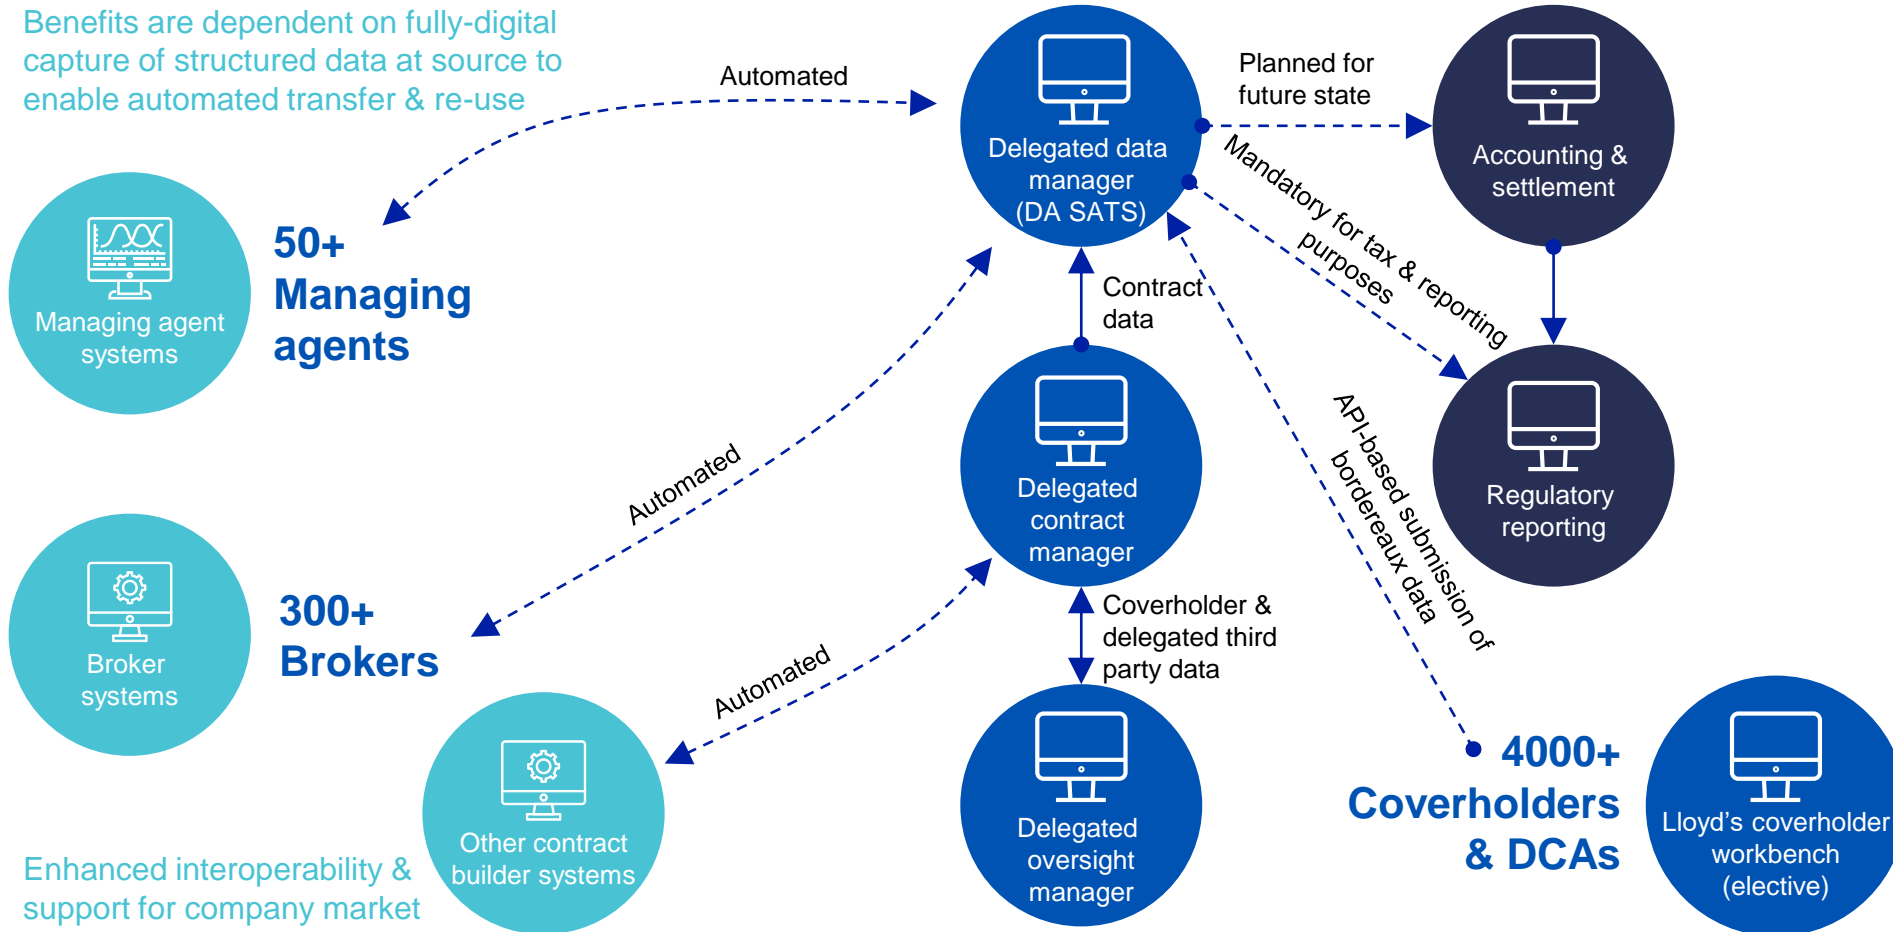 Benefits are dependent on fully-digital
capture of structured data at source to
enable automated transfer & re-use
Automated
Delegated data
manager
(DA SATS)
Planned for
future state
Accounting &
settlement
Mandatory for tax & reporting
purposes
Managing agent
systems
50+
Managing
agents
Contract
data
Automated
Delegated
contract
manager
API-based submission of
bordereaux data
Regulatory
reporting
Broker
systems
300+
Brokers
Automated
Coverholder &
delegated third
party data
Other contract
builder systems
Delegated
oversight
manager
4000+
Coverholders
& DCAs
Lloyd’s coverholder
workbench
(elective)
Enhanced interoperability &
support for company market